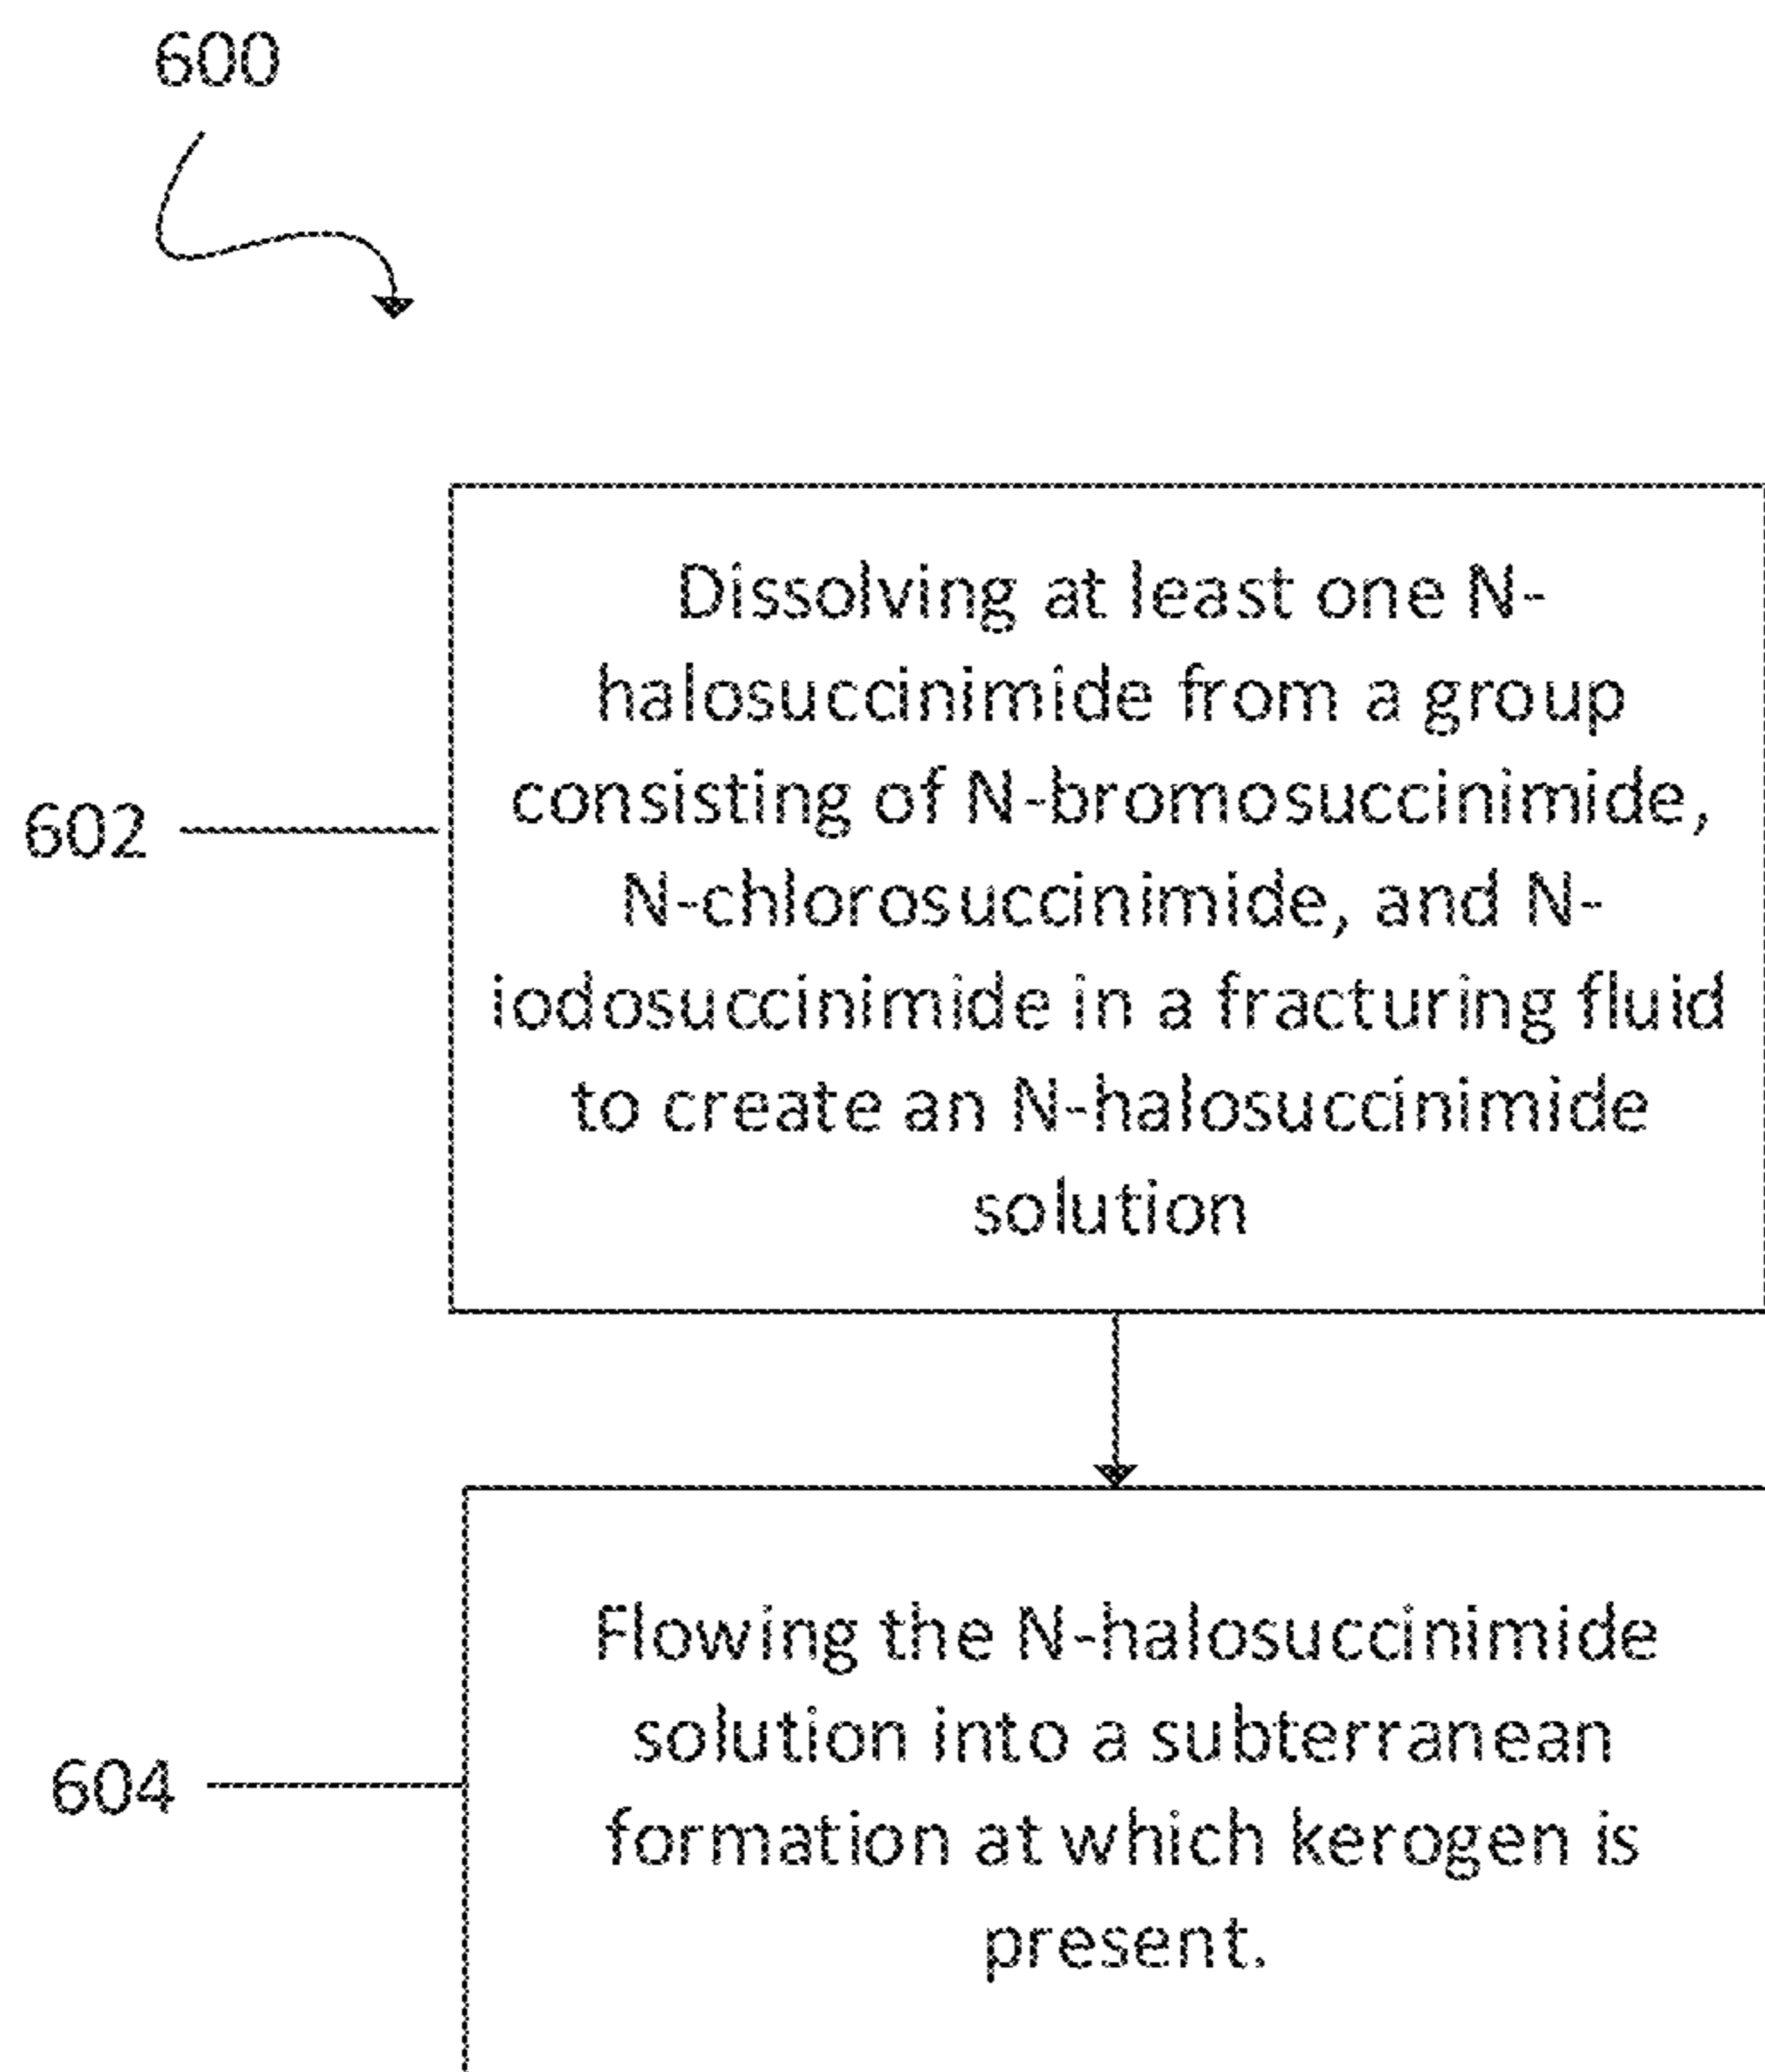 600
602
Dissolving at least one N-
halosuccinimide from a group
consisting of N-bromosuccinimide,
N-chlorosuccinimide, and N-
iodosuccinimide in a fracturing fluid
to create an N-halosuccinimide
solution
604
Flowing the N-halosuccinimide
solution into a subterranean
formation at which kerogen is
present.